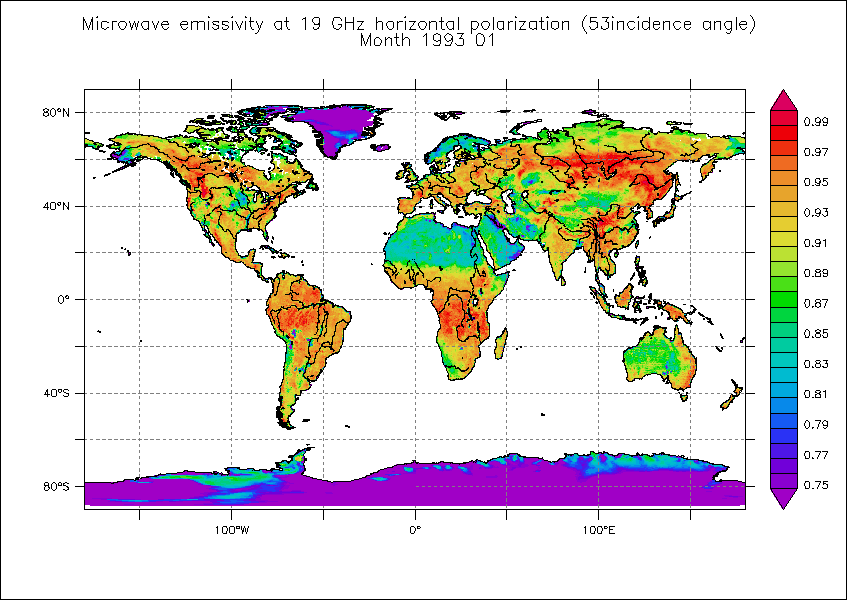 Microwave emissivity at 19 GHz horizontal polarization (53incidence angle)
Month 1993 01
80°N
40°N
0°
40°S
80°S
100°W
0°
100°E
0.99
0.97
0.95
0.93
0.91
0.89
0.87
0.85
0.83
0.81
0.79
0.77
0.75